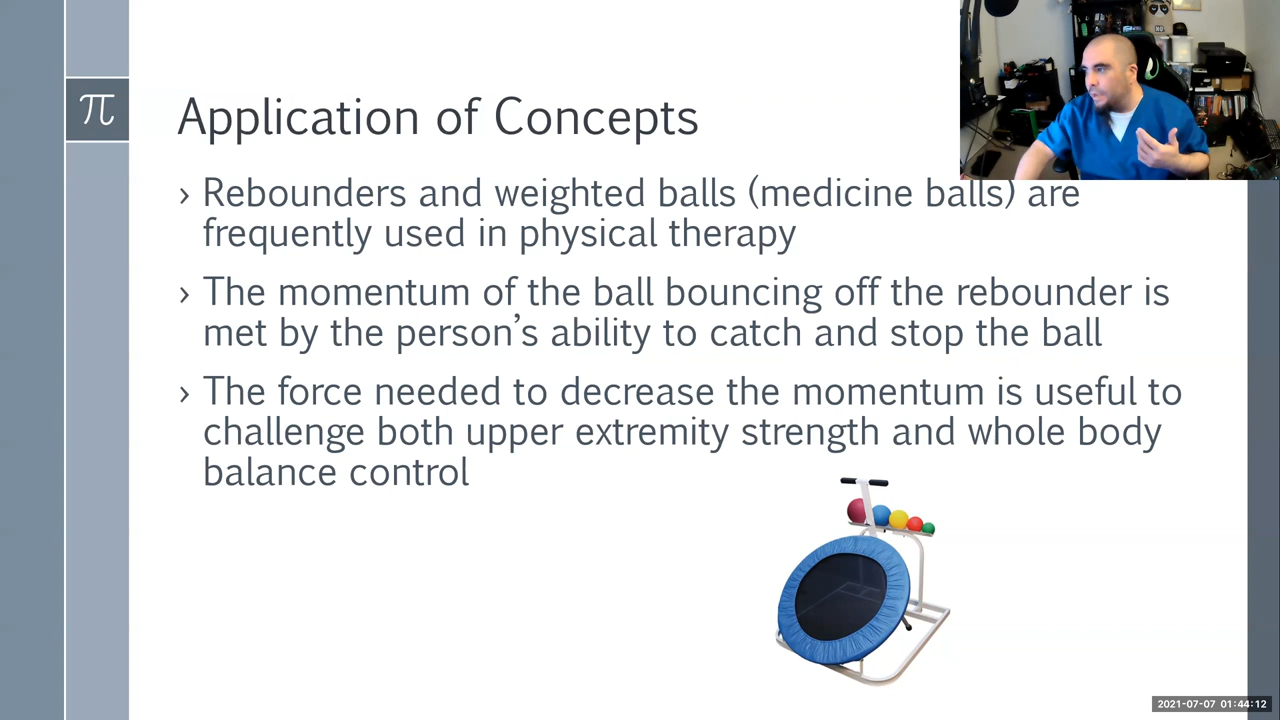 π
Application of Concepts
› Rebounders and weighted balls (medicine balls) are
frequently used in physical therapy
› The momentum of the ball bouncing off the rebounder is
met by the person’s ability to catch and stop the ball
› The force needed to decrease the momentum is useful to
challenge both upper extremity strength and whole body
balance control
2021-07-07 01:44:12